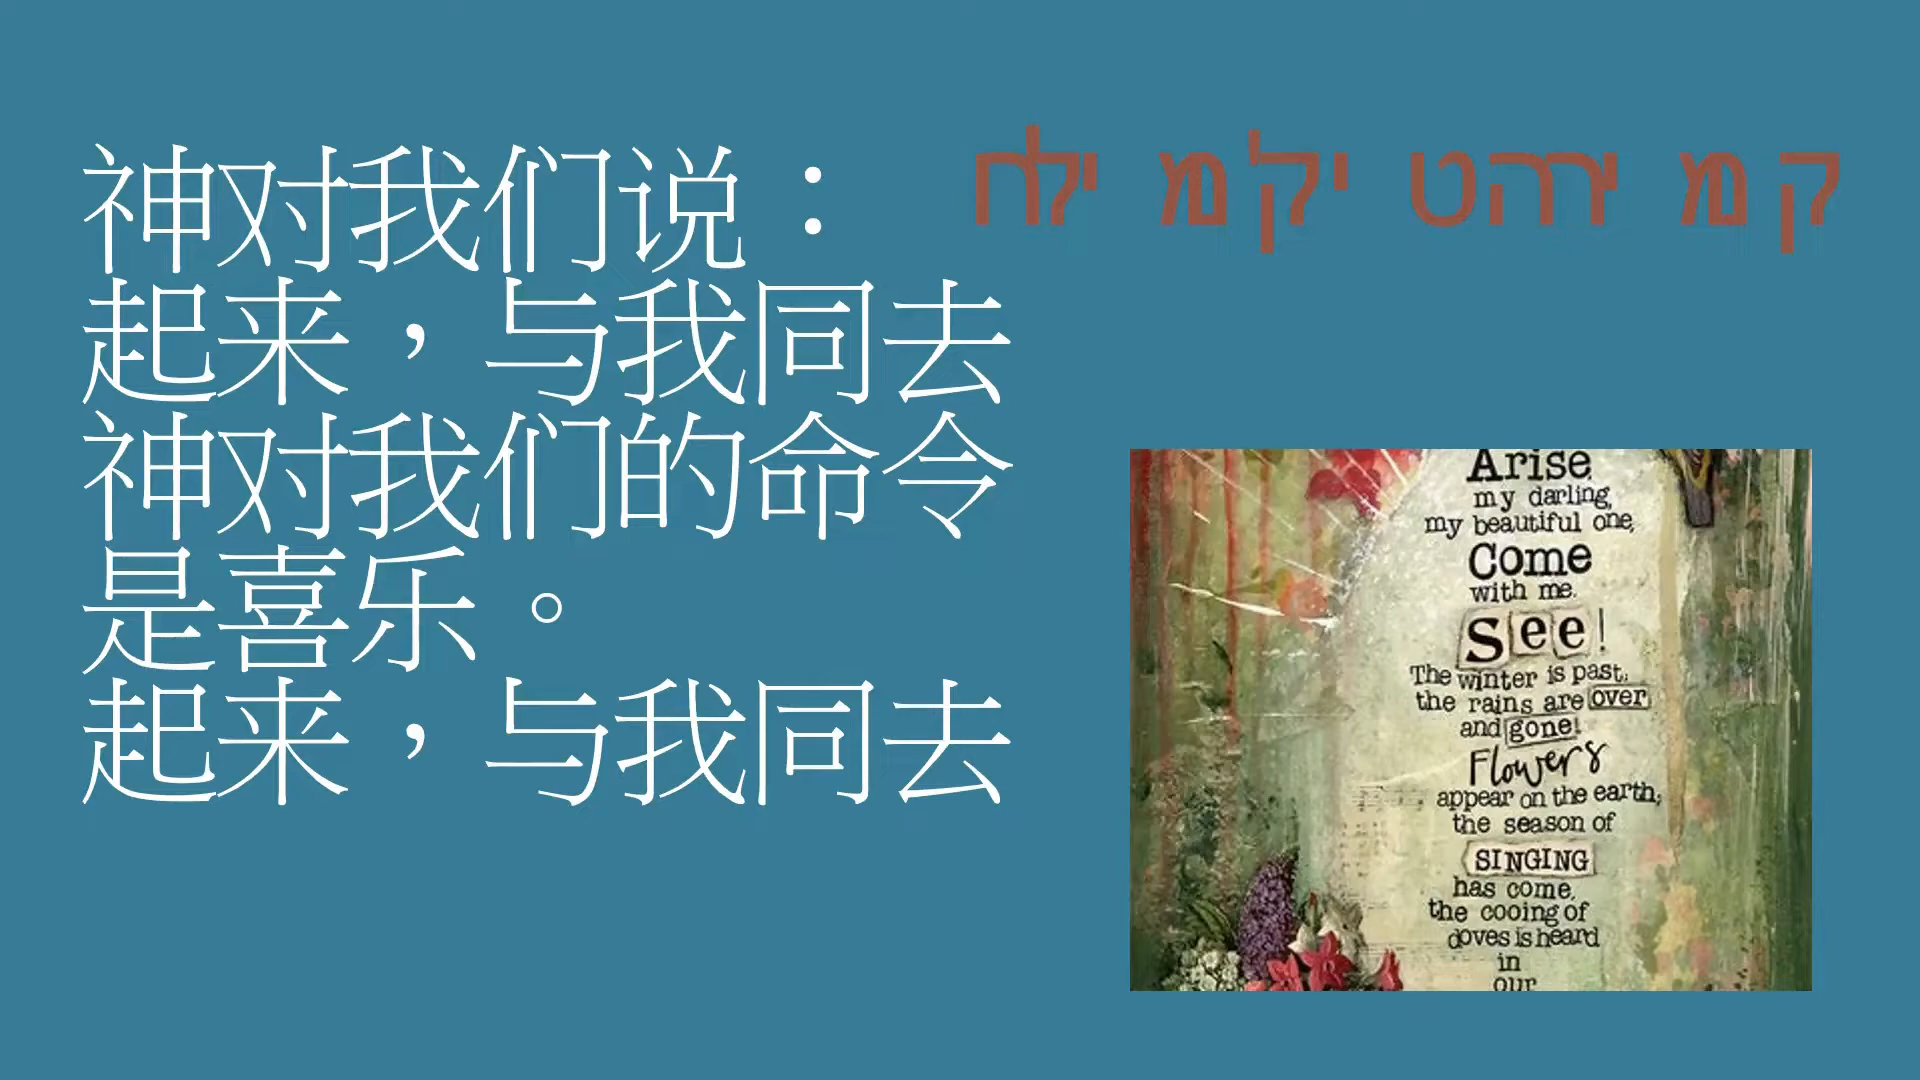 神对我们说：
起来，与我同去
神对我们的命令
是喜乐。
起来，与我同去
קמ
Arise,
my darling,
my beautiful one,
Come
with me.
See!
The winter is past,
the rains are over
and gone!
Flowers
appear on the earth;
the season of
SINGING
has come,
the cooing of
doves is heard
in
our